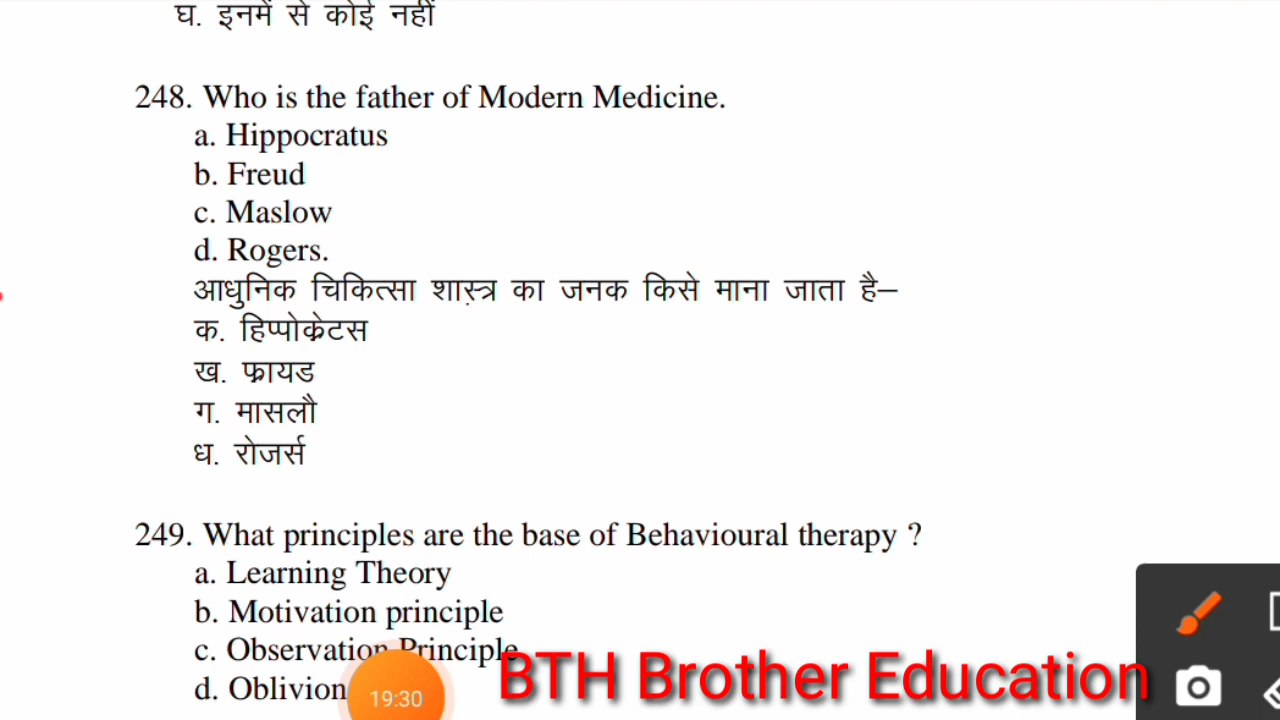 घ. इनमें से कोई नहीं
248. Who is the father of Modern Medicine.
a. Hippocratus
b. Freud
c. Maslow
d. Rogers.
आधुनिक चिकित्सा शास्त्र का जनक किसे माना जाता है–
क. हिप्पोक्रेटस
ख. फ्रायड
ग. मासलौ
ध. रोजर्स
249. What principles are the base of Behavioural therapy ?
a. Learning Theory
b. Motivation principle
c. Observation Principle
d. Oblivion
19:30
BTH Brother Education